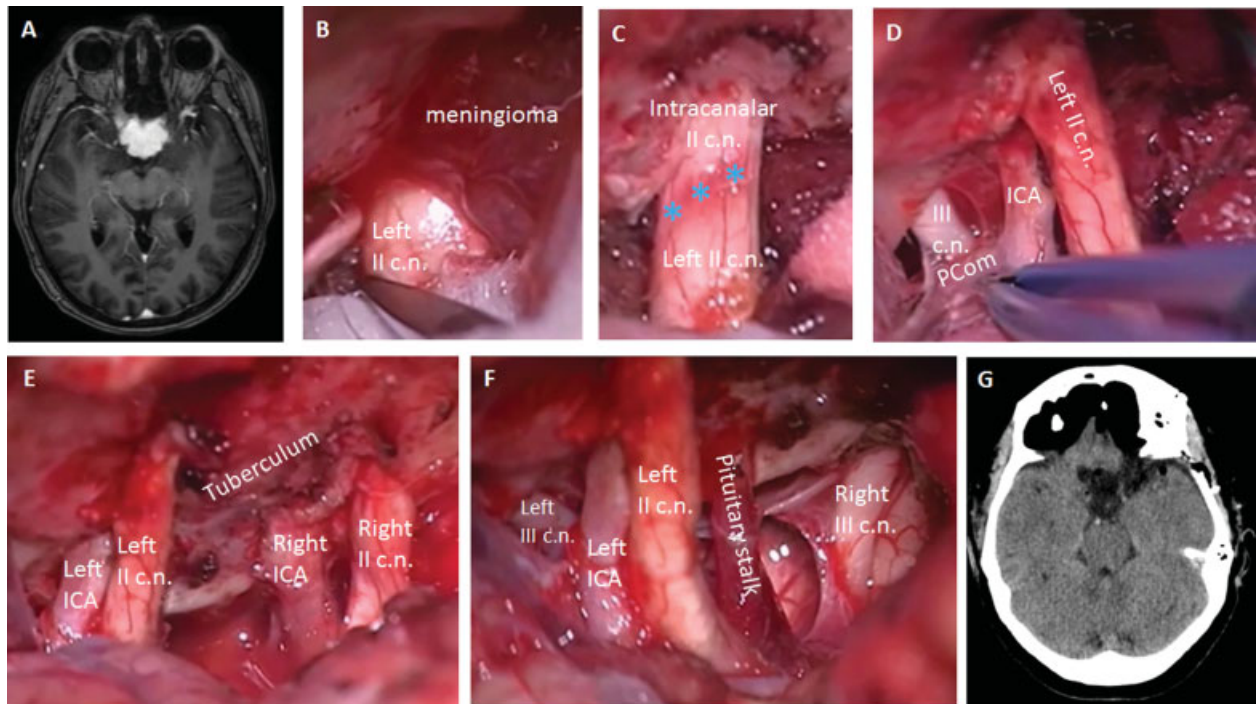 A
B
meningioma
Left
II c.n.
C
Intracanalar
II c.n.
* * *
Left II c.n.
D
Left II c.n.
ICA
III
c.n.
PCom
E
Tuberculum
Left
ICA
Left
II c.n.
Right
ICA
Right
II c.n.
F
Left
III c.n.
Left
ICA
Left
II c.n.
Pituitary stalk
Right
III c.n.
G